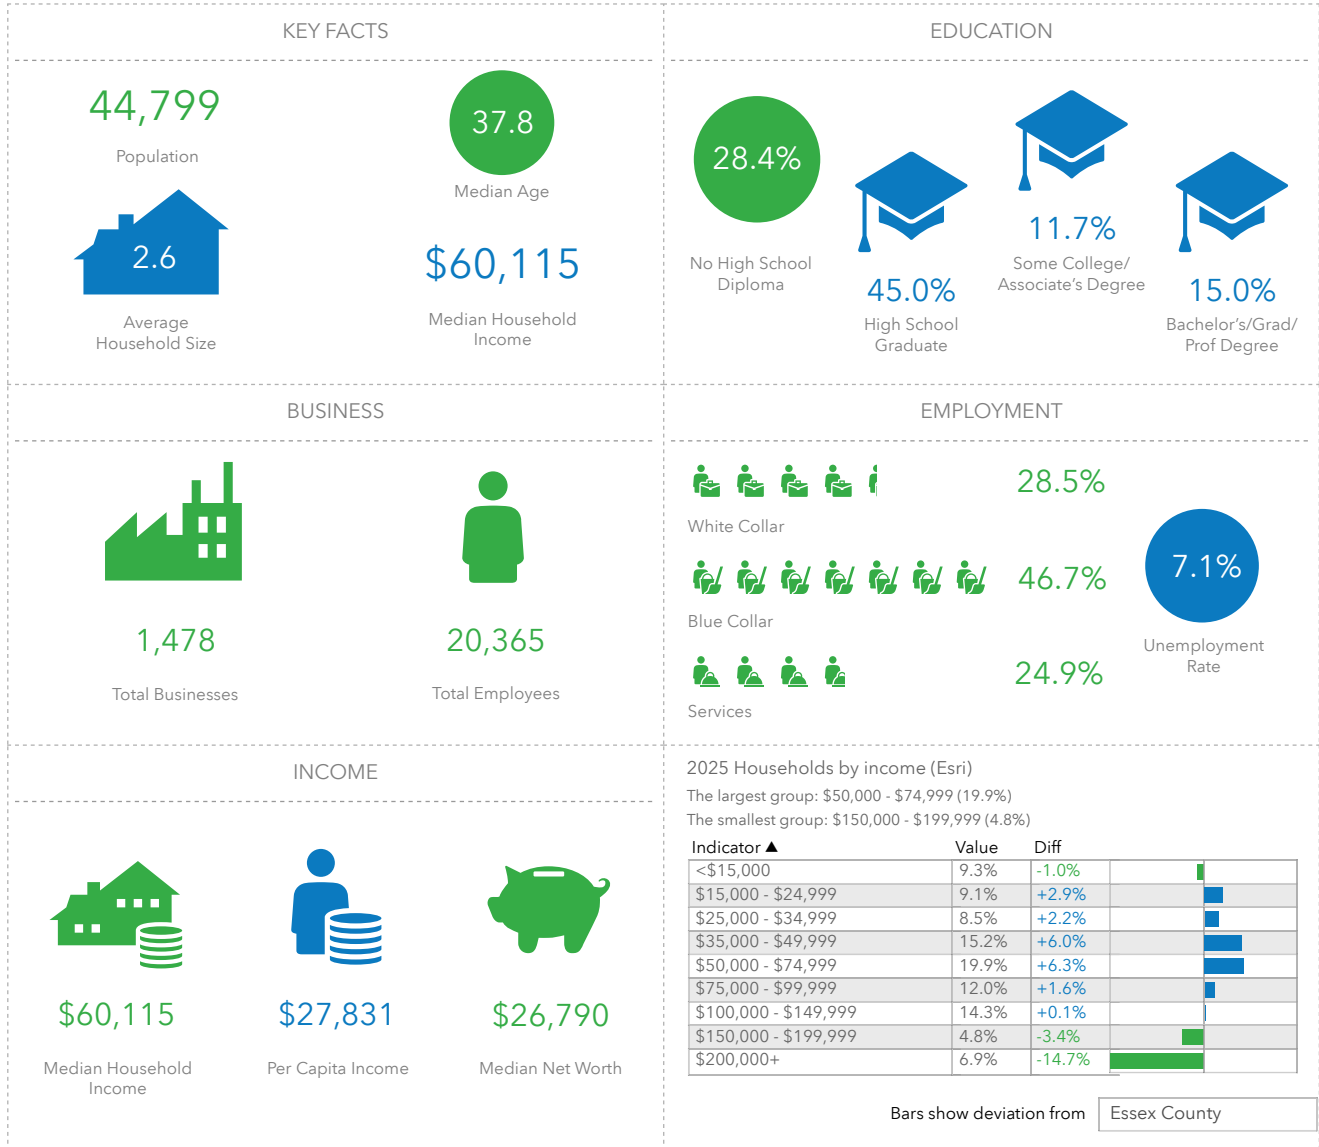 KEY FACTS
44,799
Population
37.8
Median Age
2.6
Average
Household Size
$60,115
Median Household
Income
EDUCATION
28.4%
No High School
Diploma
45.0%
High School
Graduate
11.7%
Some College/
Associate's Degree
15.0%
Bachelor's/Grad/
Prof Degree
BUSINESS
1,478
Total Businesses
20,365
Total Employees
EMPLOYMENT
28.5%
White Collar
46.7%
Blue Collar
24.9%
Services
7.1%
Unemployment
Rate
INCOME
$60,115
Median Household
Income
$27,831
Per Capita Income
$26,790
Median Net Worth
2025 Households by income (Esri)
The largest group: $50,000 - $74,999 (19.9%)
The smallest group: $150,000 - $199,999 (4.8%)
Indicator ▲ Value Diff
<$15,000 9.3% -1.0%
$15,000 - $24,999 9.1% +2.9%
$25,000 - $34,999 8.5% +2.2%
$35,000 - $49,999 15.2% +6.0%
$50,000 - $74,999 19.9% +6.3%
$75,000 - $99,999 12.0% +1.6%
$100,000 - $149,999 14.3% +0.1%
$150,000 - $199,999 4.8% -3.4%
$200,000+ 6.9% -14.7%
Bars show deviation from Essex County